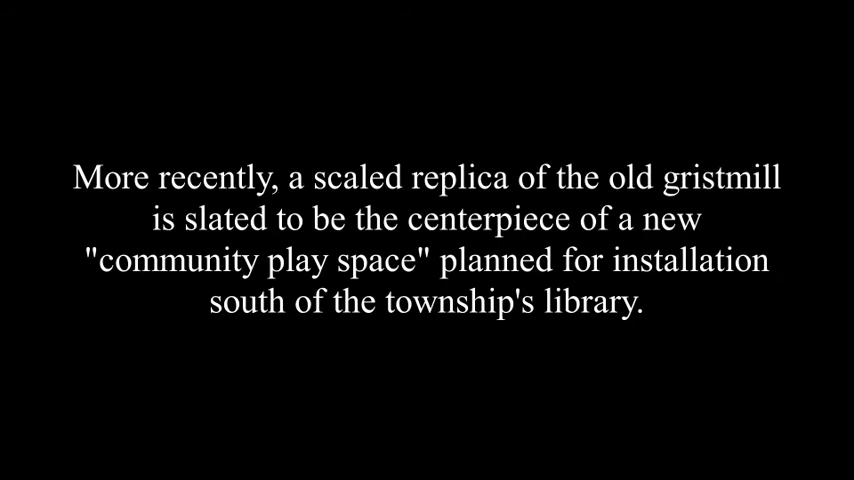 More recently, a scaled replica of the old gristmill
is slated to be the centerpiece of a new
"community play space" planned for installation
south of the township's library.